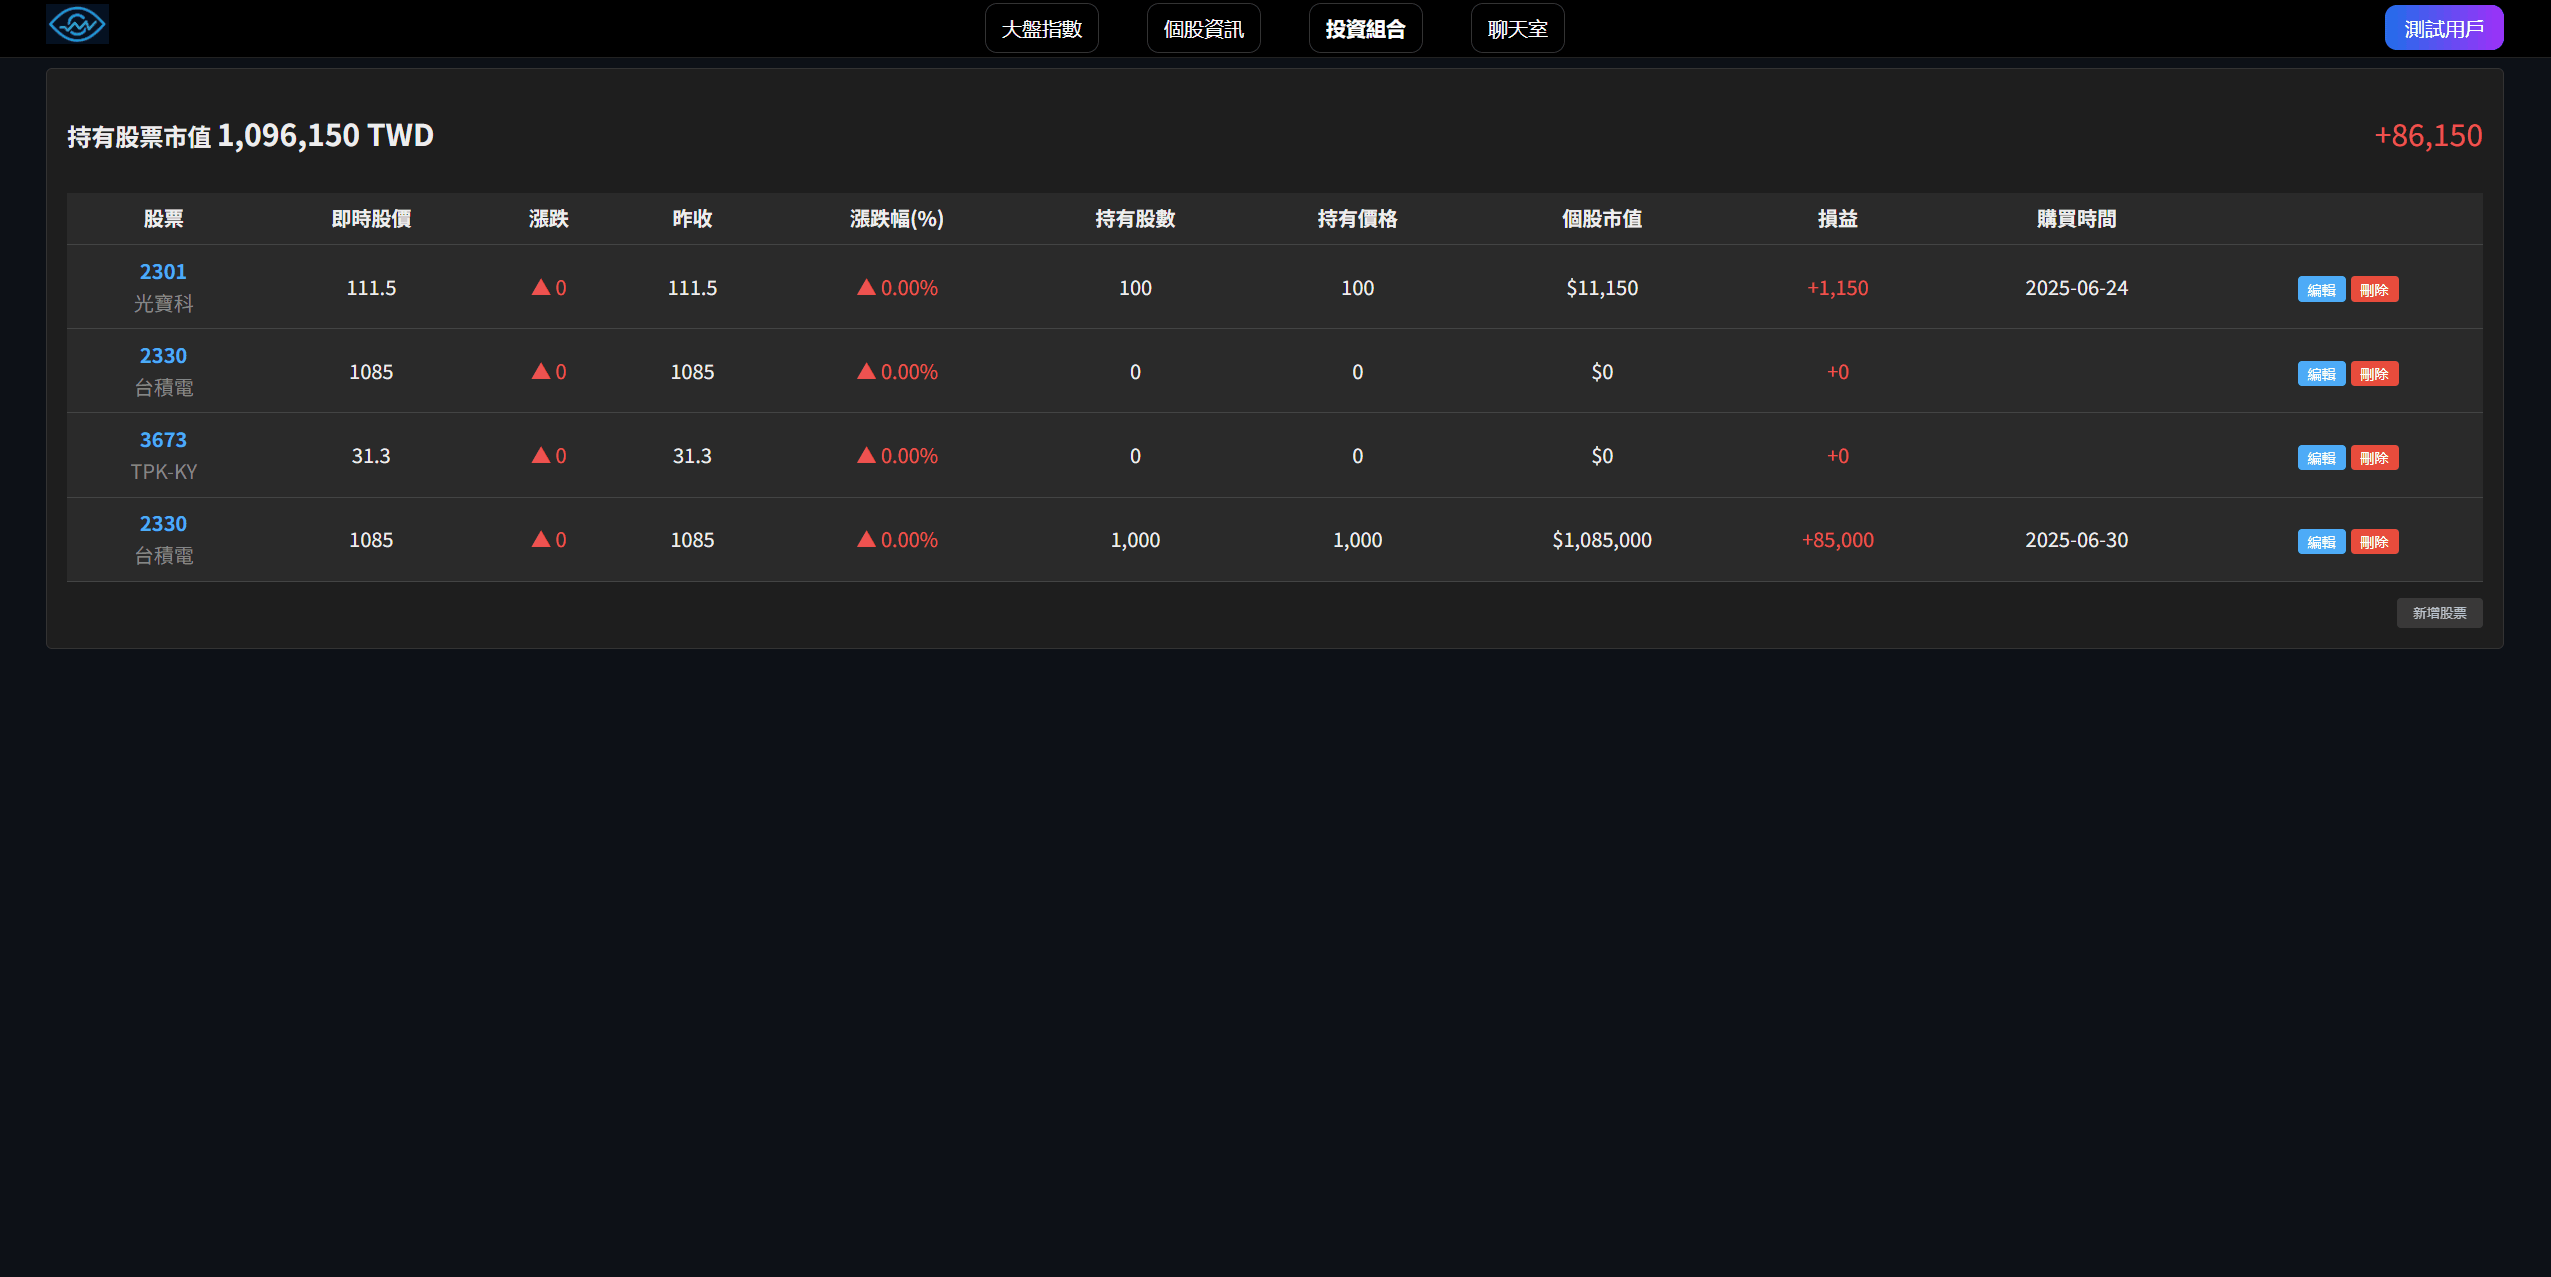 大盤指數 個股資訊 投資組合 聊天室 測試用戶
持有股票市值 1,096,150 TWD +86,150
股票 即時股價 漲跌 昨收 漲跌幅(%) 持有股數 持有價格 個股市值 損益 購買時間
2301
光寶科
111.5 ▲0 111.5 ▲0.00% 100 100 $11,150 +1,150 2025-06-24 編輯 刪除
2330
台積電
1085 ▲0 1085 ▲0.00% 0 0 $0 +0 編輯 刪除
3673
TPK-KY
31.3 ▲0 31.3 ▲0.00% 0 0 $0 +0 編輯 刪除
2330
台積電
1085 ▲0 1085 ▲0.00% 1,000 1,000 $1,085,000 +85,000 2025-06-30 編輯 刪除
新增股票